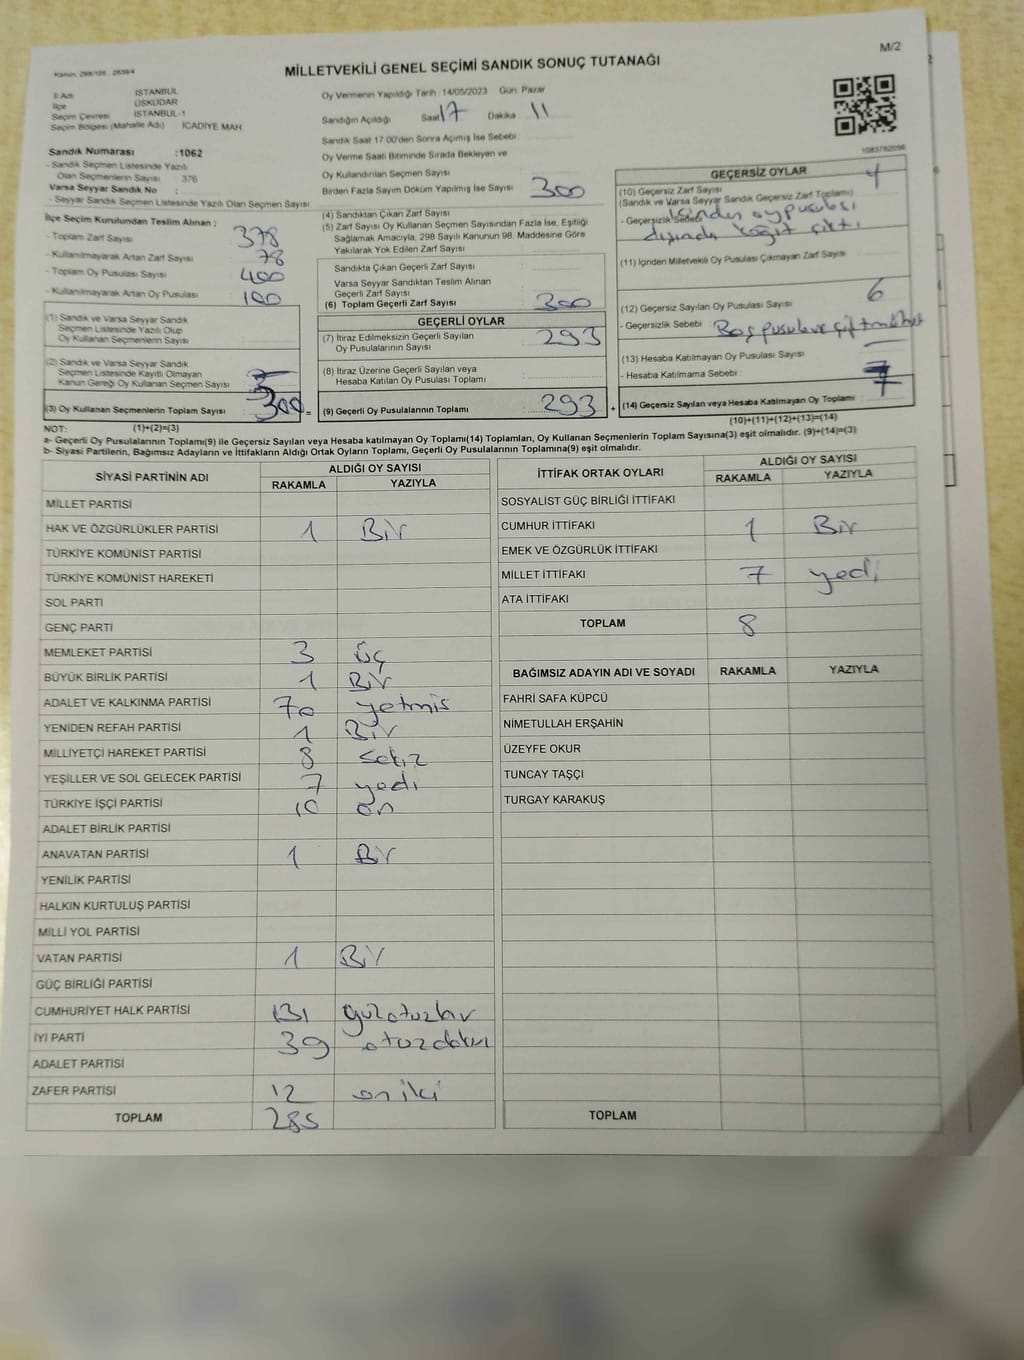 M/2
Kanun, 298/105 , 2839/4
MİLLETVEKİLİ GENEL SEÇİMİ SANDIK SONUÇ TUTANAĞI
İl Adı İSTANBUL
İlçe ÜSKÜDAR
Seçim Çevresi İSTANBUL-1
Seçim Bölgesi (Mahalle Adı) İCADİYE MAH.
Sandık Numarası :1062
- Sandık Seçmen Listesinde Yazılı
Olan Seçmenlerin Sayısı 376
Varsa Seyyar Sandık No :
- Seyyar Sandık Seçmen Listesinde Yazılı Olan Seçmen Sayısı
İlçe Seçim Kurulundan Teslim Alınan :
- Toplam Zarf Sayısı 378
- Kullanılmayarak Artan Zarf Sayısı 78
- Toplam Oy Pusulası Sayısı 400
- Kullanılmayarak Artan Oy Pusulası 100
(1) Sandık ve Varsa Seyyar Sandık
Seçmen Listesinde Yazılı Olup
Oy Kullanan Seçmenlerin Sayısı
(2) Sandık ve Varsa Seyyar Sandık
Seçmen Listesinde Kayıtlı Olmayan
Kanun Gereği Oy Kullanan Seçmen Sayısı
(3) Oy Kullanan Seçmenlerin Toplam Sayısı 300 =
Oy Vermenin Yapıldığı Tarih :14/05/2023 Gün: Pazar
Sandığın Açıldığı Saat 17 Dakika 11
Sandık Saat 17.00'den Sonra Açımış İse Sebebi :
Oy Verme Saati Bitiminde Sırada Bekleyen ve
Oy Kullandırılan Seçmen Sayısı
Birden Fazla Sayım Döküm Yapılmış İse Sayısı
(4) Sandıktan Çıkan Zarf Sayısı 300
(5) Zarf Sayısı Oy Kullanan Seçmen Sayısından Fazla İse, Eşitliği
Sağlamak Amacıyla, 298 Sayılı Kanunun 98. Maddesine Göre
Yakılarak Yok Edilen Zarf Sayısı
Sandıkta Çıkan Geçerli Zarf Sayısı
Varsa Seyyar Sandıktan Teslim Alınan
Geçerli Zarf Sayısı
(6) Toplam Geçerli Zarf Sayısı 300
GEÇERLİ OYLAR
(7) İtiraz Edilmeksizin Geçerli Sayılan
Oy Pusulalarının Sayısı 293
(8) İtiraz Üzerine Geçerli Sayılan veya
Hesaba Katılan Oy Pusulası Toplamı
(9) Geçerli Oy Pusulalarının Toplamı 293 +
1083782056
GEÇERSİZ OYLAR
(10) Geçersiz Zarf Sayısı
(Sandık ve Varsa Seyyar Sandık Geçersiz Zarf Toplamı)
- Geçersizlik Sebebi İçinden oy pusulası
dışında kağıt çıktı
(11) İçinden Milletvekili Oy Pusulası Çıkmayan Zarf Sayısı
(12) Geçersiz Sayılan Oy Pusulası Sayısı 6
- Geçersizlik Sebebi Boş pusula ve çift mühür
(13) Hesaba Katılmayan Oy Pusulası Sayısı
- Hesaba Katılmama Sebebi
(14) Geçersiz Sayılan veya Hesaba Katılmayan Oy Toplamı 7
NOT: (1)+(2)=(3) (10)+(11)+(12)+(13)=(14)
a- Geçerli Oy Pusulalarının Toplamı(9) ile Geçersiz Sayılan veya Hesaba katılmayan Oy Toplamı(14) Toplamları, Oy Kullanan Seçmenlerin Toplam Sayısına(3) eşit olmalıdır. (9)+(14)=(3)
b- Siyasi Partilerin, Bağımsız Adayların ve İttifakların Aldığı Ortak Oyların Toplamı, Geçerli Oy Pusulalarının Toplamına(9) eşit olmalıdır.
SİYASİ PARTİNİN ADI ALDIĞI OY SAYISI
RAKAMLA YAZIYLA
MİLLET PARTİSİ
HAK VE ÖZGÜRLÜKLER PARTİSİ 1 Bir
TÜRKİYE KOMÜNİST PARTİSİ
TÜRKİYE KOMÜNİST HAREKETİ
SOL PARTİ
GENÇ PARTİ
MEMLEKET PARTİSİ 3 üç
BÜYÜK BİRLİK PARTİSİ 1 Bir
ADALET VE KALKINMA PARTİSİ 70 yetmis
YENİDEN REFAH PARTİSİ 1 Bir
MİLLİYETÇİ HAREKET PARTİSİ 8 sekiz
YEŞİLLER VE SOL GELECEK PARTİSİ 7 yedi
TÜRKİYE İŞÇİ PARTİSİ 10 on
ADALET BİRLİK PARTİSİ
ANAVATAN PARTİSİ 1 Bir
YENİLİK PARTİSİ
HALKIN KURTULUŞ PARTİSİ
MİLLİ YOL PARTİSİ
VATAN PARTİSİ 1 Bir
GÜÇ BİRLİĞİ PARTİSİ
CUMHURİYET HALK PARTİSİ 131 yüzotuzbir
İYİ PARTİ 39 otuzdokuz
ADALET PARTİSİ
ZAFER PARTİSİ 12 on iki
TOPLAM 285
İTTİFAK ORTAK OYLARI ALDIĞI OY SAYISI
RAKAMLA YAZIYLA
SOSYALİST GÜÇ BİRLİĞİ İTTİFAKI
CUMHUR İTTİFAKI 1 Bir
EMEK VE ÖZGÜRLÜK İTTİFAKI
MİLLET İTTİFAKI 7 yedi
ATA İTTİFAKI
TOPLAM 8
BAĞIMSIZ ADAYIN ADI VE SOYADI RAKAMLA YAZIYLA
FAHRİ SAFA KÜPCÜ
NİMETULLAH ERŞAHİN
ÜZEYFE OKUR
TUNCAY TAŞÇI
TURGAY KARAKUŞ
TOPLAM